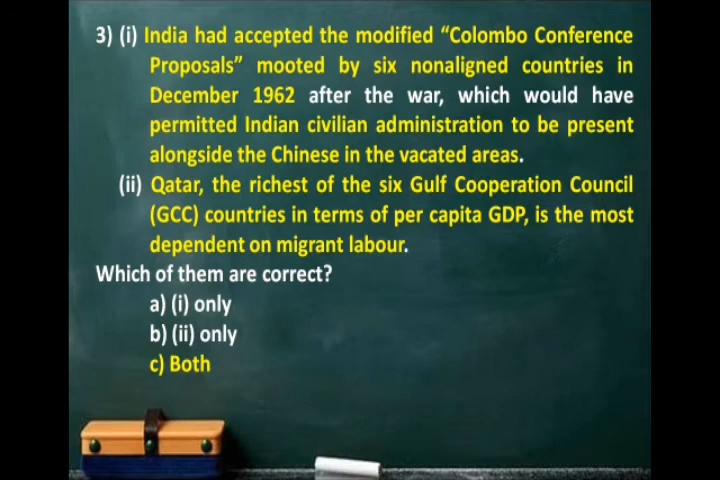 3) (i) India had accepted the modified “Colombo Conference
Proposals” mooted by six nonaligned countries in
December 1962 after the war, which would have
permitted Indian civilian administration to be present
alongside the Chinese in the vacated areas.
(ii) Qatar, the richest of the six Gulf Cooperation Council
(GCC) countries in terms of per capita GDP, is the most
dependent on migrant labour.
Which of them are correct?
a) (i) only
b) (ii) only
c) Both